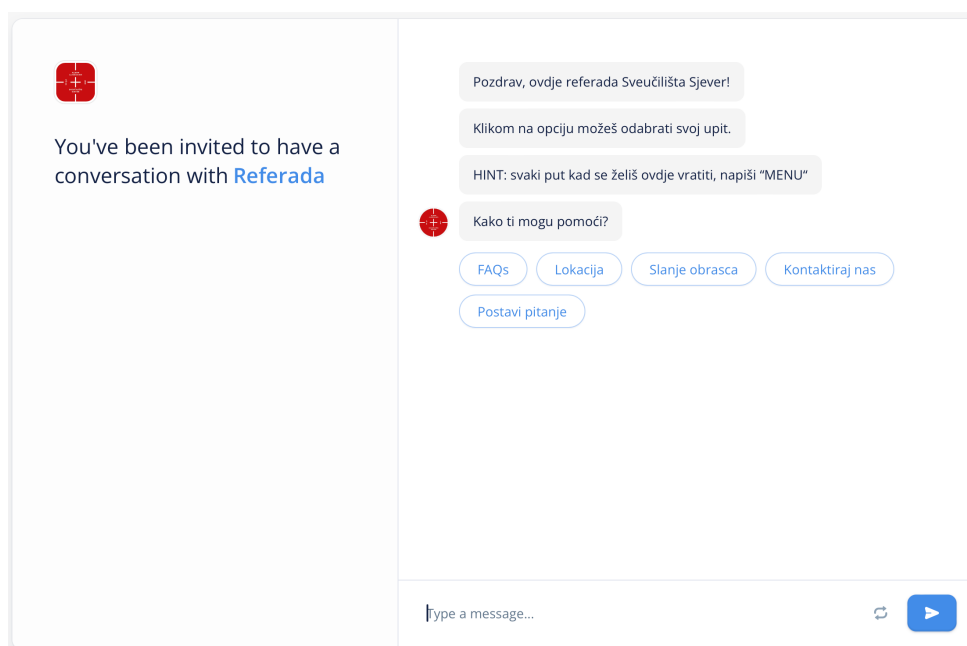 You've been invited to have a
conversation with Referada
Pozdrav, ovdje referada Sveučilišta Sjever!
Klikom na opciju možeš odabrati svoj upit.
HINT: svaki put kad se želiš ovdje vratiti, napiši “MENU“
Kako ti mogu pomoći?
FAQs
Lokacija
Slanje obrasca
Kontaktiraj nas
Postavi pitanje
Type a message...